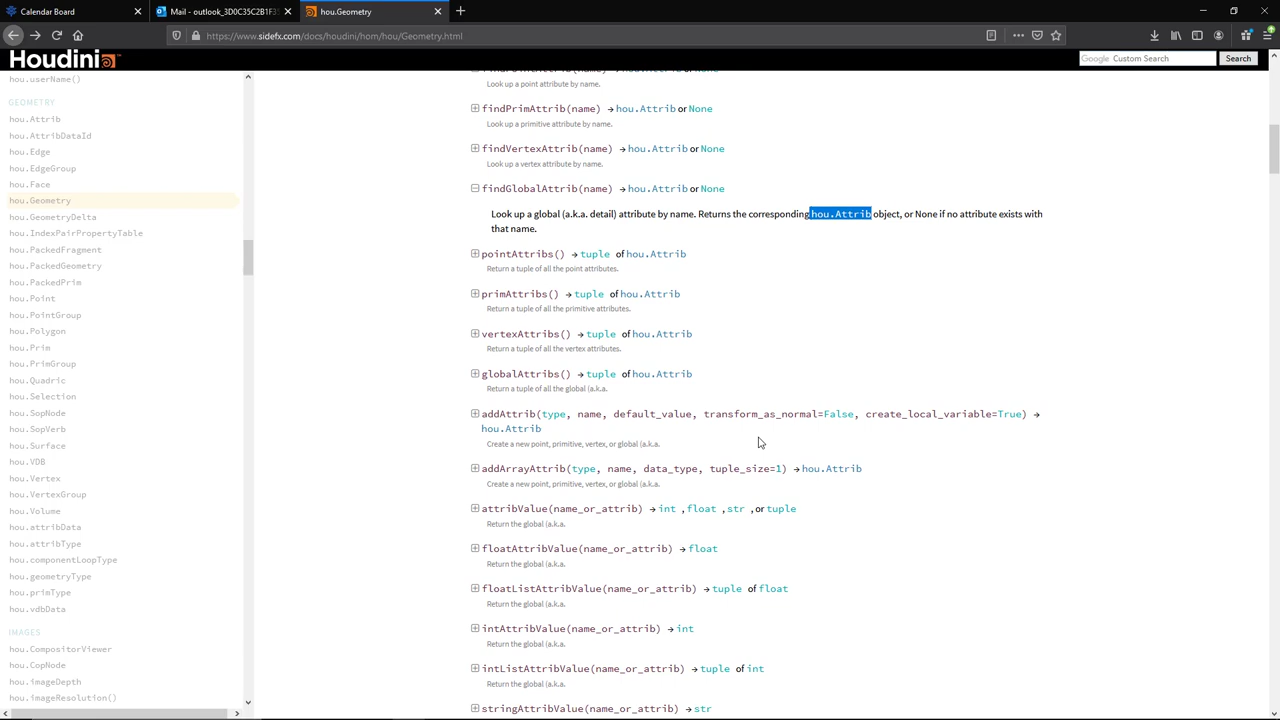 Calendar Board
Mail - outlook_3D0C35C2B1F3
hou.Geometry
https://www.sidefx.com/docs/houdini/hom/hou/Geometry.html
Houdini
Google Custom Search
Search
hou.userName()
GEOMETRY
hou.Attrib
hou.AttribDataId
hou.Edge
hou.EdgeGroup
hou.Face
hou.Geometry
hou.GeometryDelta
hou.IndexPairPropertyTable
hou.PackedFragment
hou.PackedGeometry
hou.PackedPrim
hou.Point
hou.PointGroup
hou.Polygon
hou.Prim
hou.PrimGroup
hou.Quadric
hou.Selection
hou.SopNode
hou.SopVerb
hou.Surface
hou.VDB
hou.Vertex
hou.VertexGroup
hou.Volume
hou.attribData
hou.attribType
hou.componentLoopType
hou.geometryType
hou.primType
hou.vdbData
IMAGES
hou.CompositorViewer
hou.CopNode
hou.imageDepth
hou.imageResolution()
Look up a point attribute by name.
findPrimAttrib(name) → hou.Attrib or None
Look up a primitive attribute by name.
findVertexAttrib(name) → hou.Attrib or None
Look up a vertex attribute by name.
findGlobalAttrib(name) → hou.Attrib or None
Look up a global (a.k.a. detail) attribute by name. Returns the corresponding hou.Attrib object, or None if no attribute exists with
that name.
pointAttribs() → tuple of hou.Attrib
Return a tuple of all the point attributes.
primAttribs() → tuple of hou.Attrib
Return a tuple of all the primitive attributes.
vertexAttribs() → tuple of hou.Attrib
Return a tuple of all the vertex attributes.
globalAttribs() → tuple of hou.Attrib
Return a tuple of all the global (a.k.a.
addAttrib(type, name, default_value, transform_as_normal=False, create_local_variable=True) →
hou.Attrib
Create a new point, primitive, vertex, or global (a.k.a.
addArrayAttrib(type, name, data_type, tuple_size=1) → hou.Attrib
Create a new point, primitive, vertex, or global (a.k.a.
attribValue(name_or_attrib) → int , float , str , or tuple
Return the global (a.k.a.
floatAttribValue(name_or_attrib) → float
Return the global (a.k.a.
floatListAttribValue(name_or_attrib) → tuple of float
Return the global (a.k.a.
intAttribValue(name_or_attrib) → int
Return the global (a.k.a.
intListAttribValue(name_or_attrib) → tuple of int
Return the global (a.k.a.
stringAttribValue(name_or_attrib) → str